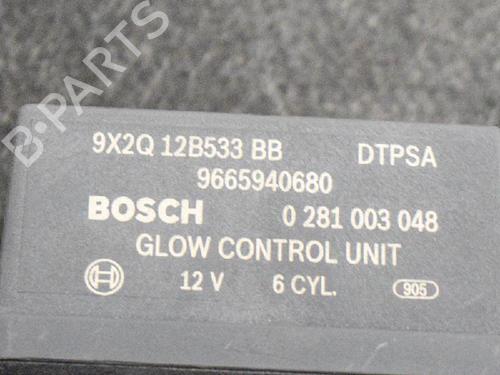 B-PARTS
9X2Q 12B533 BB DTPSA
9665940680
BOSCH 0 281 003 048
GLOW CONTROL UNIT
12 V 6 CYL. 905